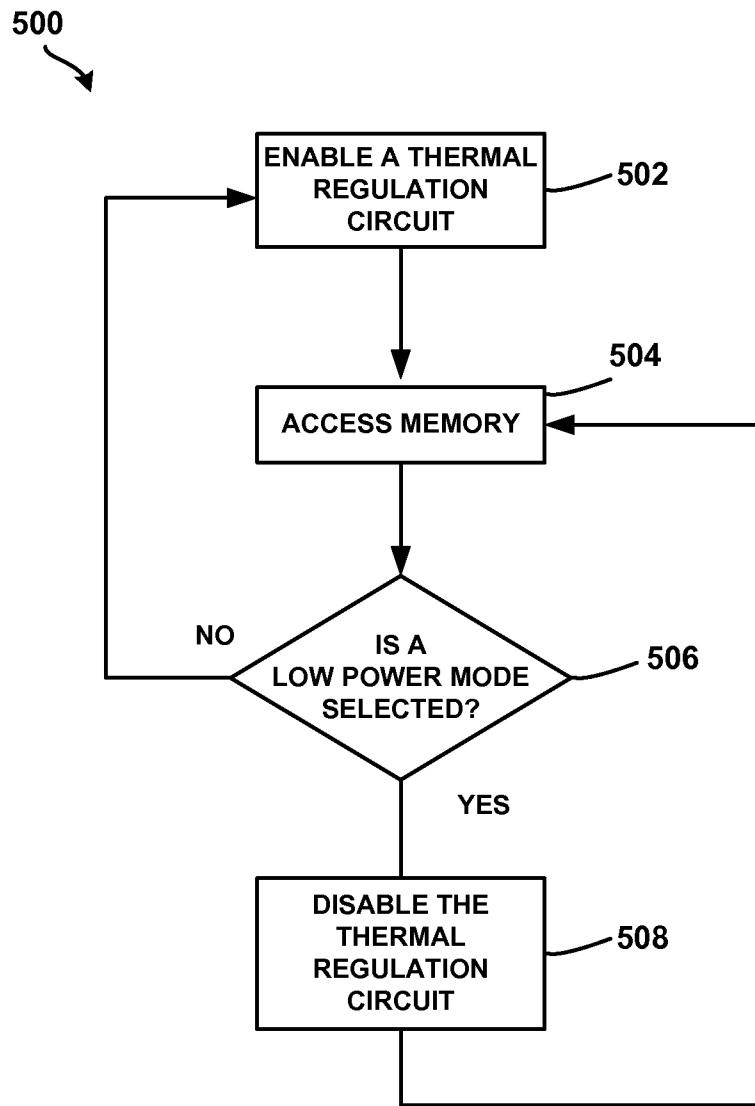 500
ENABLE A THERMAL
REGULATION
CIRCUIT
502
504
ACCESS MEMORY
NO
IS A
LOW POWER MODE
SELECTED?
506
YES
DISABLE THE
THERMAL
REGULATION
CIRCUIT
508